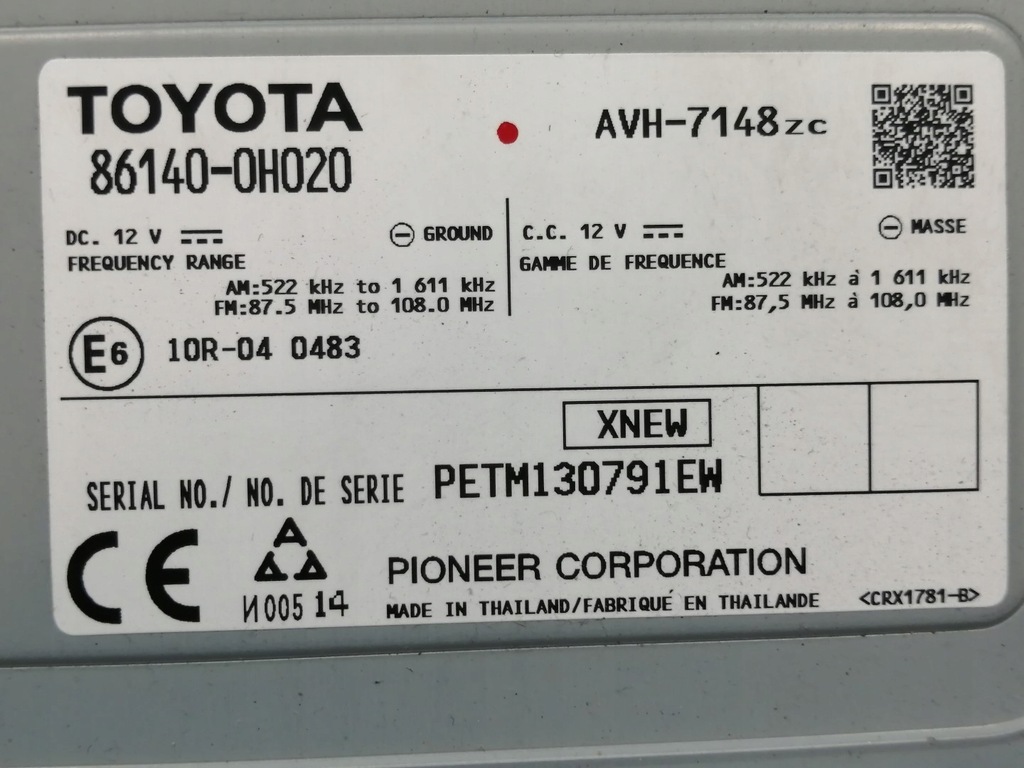 TOYOTA
AVH-7148zc
86140-0H020
DC. 12 V
GROUND
FREQUENCY RANGE
AM:522 kHz to 1 611 kHz
FM:87.5 MHz to 108.0 MHz
C.C. 12 V
MASSE
GAMME DE FREQUENCE
AM:522 kHz à 1 611 kHz
FM:87,5 MHz à 108,0 MHz
E6 10R-04 0483
XNEW
SERIAL NO./ NO. DE SERIE PETM130791EW
CE
И005 14
PIONEER CORPORATION
MADE IN THAILAND/FABRIQUÉ EN THAILANDE
<CRX1781-B>